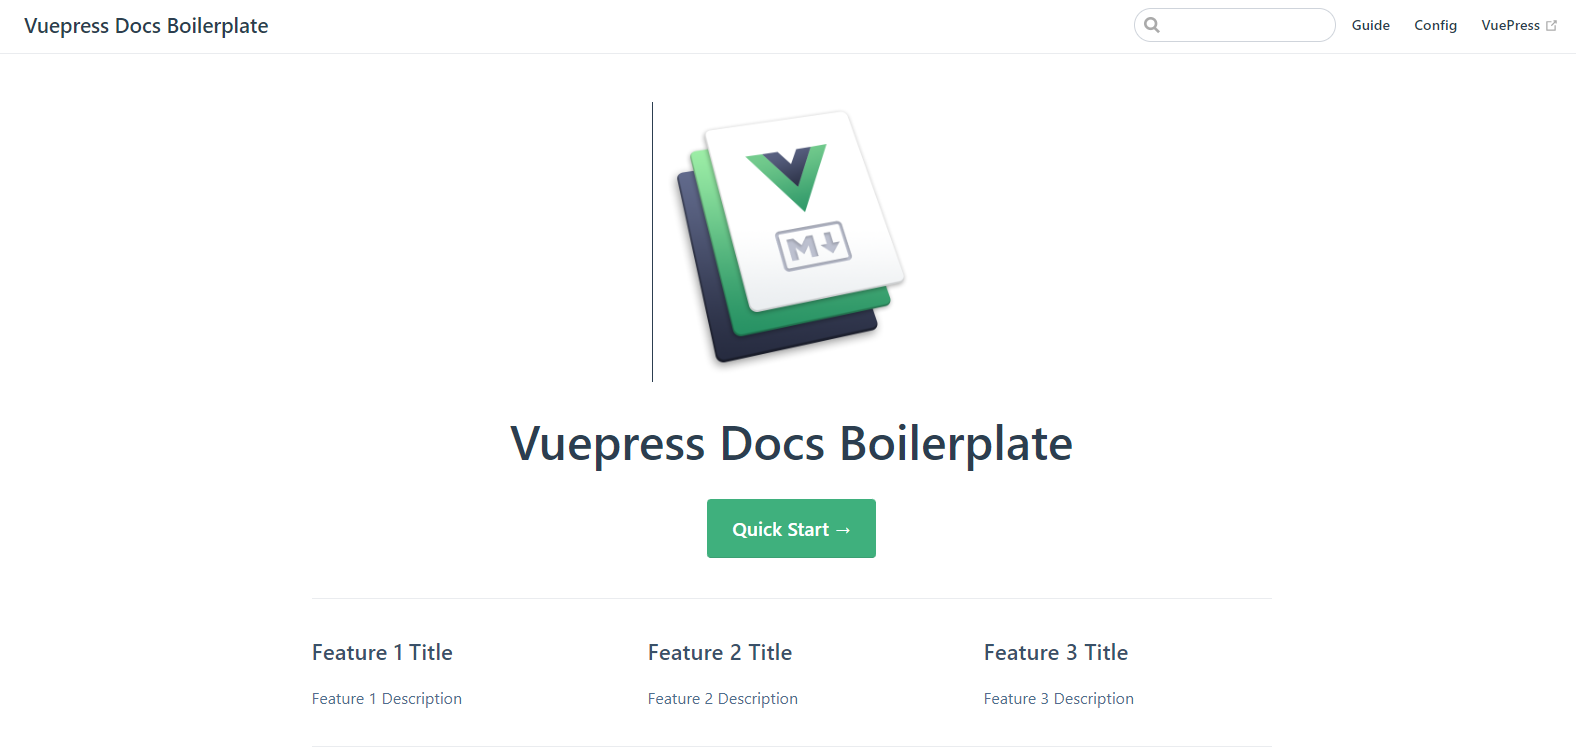 Vuepress Docs Boilerplate
Guide Config VuePress
M
Vuepress Docs Boilerplate
Quick Start →
Feature 1 Title Feature 2 Title Feature 3 Title
Feature 1 Description Feature 2 Description Feature 3 Description